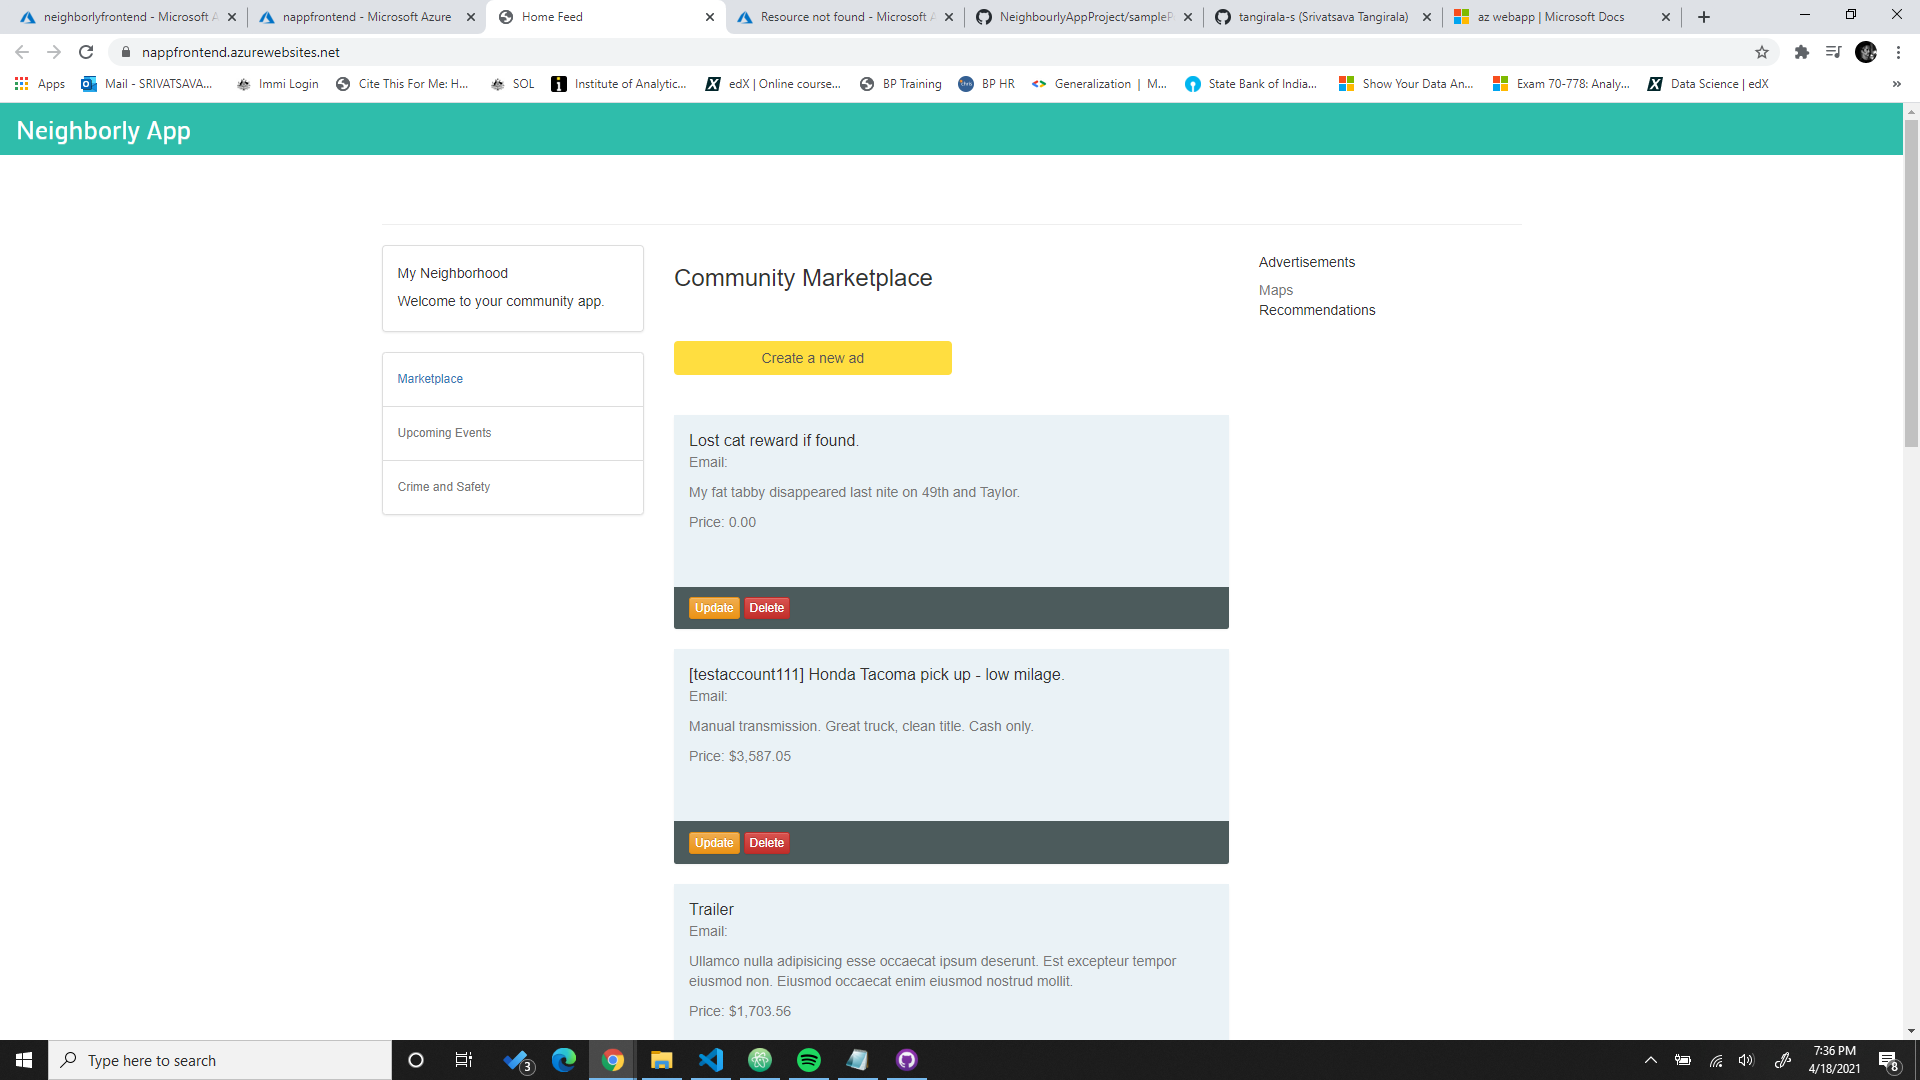 neighborlyfrontend - Microsoft A
nappfrontend - Microsoft Azure
Home Feed
Resource not found - Microsoft A
NeighbourlyAppProject/sampleP
tangirala-s (Srivatsava Tangirala)
az webapp | Microsoft Docs
nappfrontend.azurewebsites.net
Apps
Mail - SRIVATSAVA...
Immi Login
Cite This For Me: H...
SOL
Institute of Analytic...
edX | Online course...
BP Training
BP HR
Generalization | M...
State Bank of India...
Show Your Data An...
Exam 70-778: Analy...
Data Science | edX
»
Neighborly App
My Neighborhood
Welcome to your community app.
Marketplace
Upcoming Events
Crime and Safety
Community Marketplace
Create a new ad
Lost cat reward if found.
Email:
My fat tabby disappeared last nite on 49th and Taylor.
Price: 0.00
Update Delete
[testaccount111] Honda Tacoma pick up - low milage.
Email:
Manual transmission. Great truck, clean title. Cash only.
Price: $3,587.05
Update Delete
Trailer
Email:
Ullamco nulla adipisicing esse occaecat ipsum deserunt. Est excepteur tempor
eiusmod non. Eiusmod occaecat enim eiusmod nostrud mollit.
Price: $1,703.56
Advertisements
Maps
Recommendations
Type here to search
3
7:36 PM
4/18/2021
8